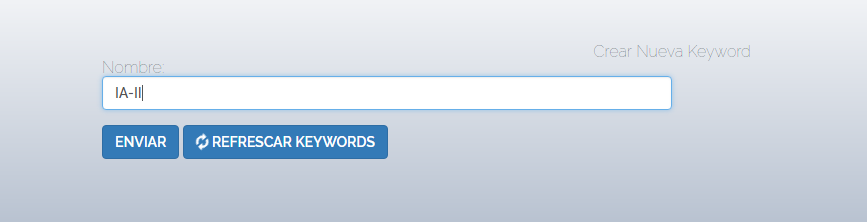 Crear Nueva Keyword
Nombre:
IA-II
ENVIAR REFRESCAR KEYWORDS